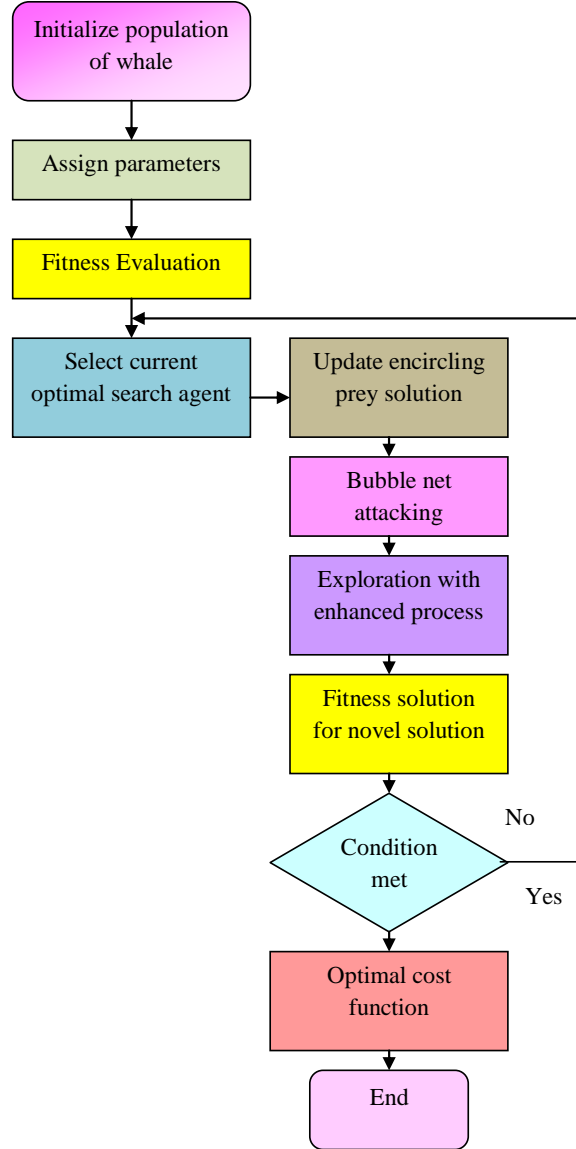 Initialize population
of whale
Assign parameters
Fitness Evaluation
Select current
optimal search agent
Update encircling
prey solution
Bubble net
attacking
Exploration with
enhanced process
Fitness solution
for novel solution
No
Condition
met
Yes
Optimal cost
function
End